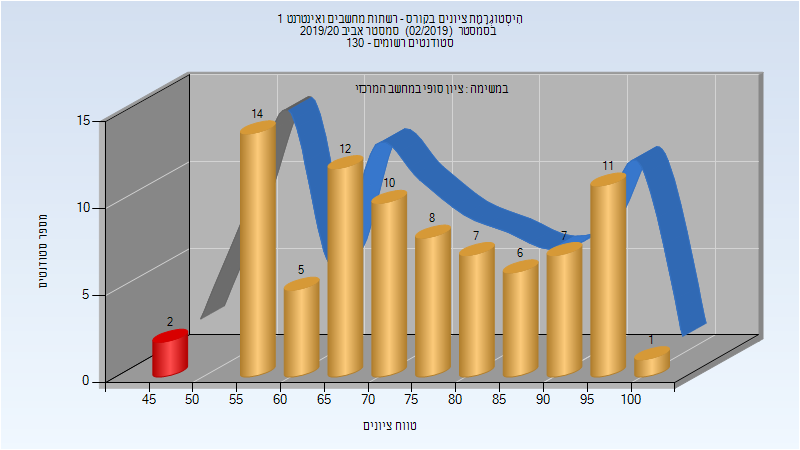 היסטוגרמת ציונים בקורס - רשתות מחשבים ואינטרנט 1
בסמסטר (02/2019) סמסטר אביב 2019/20
סטודנטים רשומים - 130
במשימה : ציון סופי במחשב המרכזי
מספר סטודנטים
15
10
5
0
2
14
5
12
10
8
7
6
7
11
1
45 50 55 60 65 70 75 80 85 90 95 100
טווח ציונים